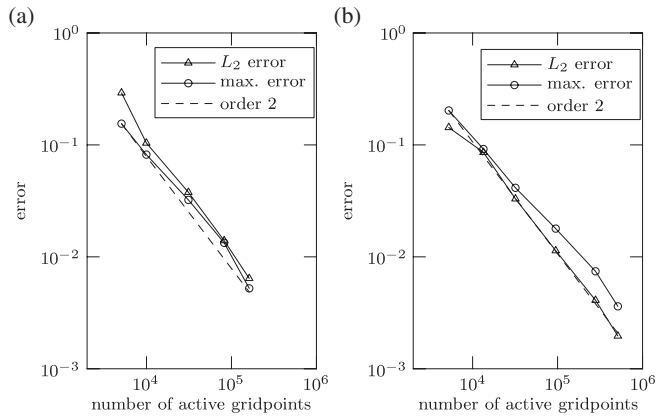 (a)
10^0
10^{-1}
10^{-2}
10^{-3}
error
L_2 error
max. error
order 2
10^4
10^5
10^6
number of active gridpoints
(b)
10^0
10^{-1}
10^{-2}
10^{-3}
error
L_2 error
max. error
order 2
10^4
10^5
10^6
number of active gridpoints